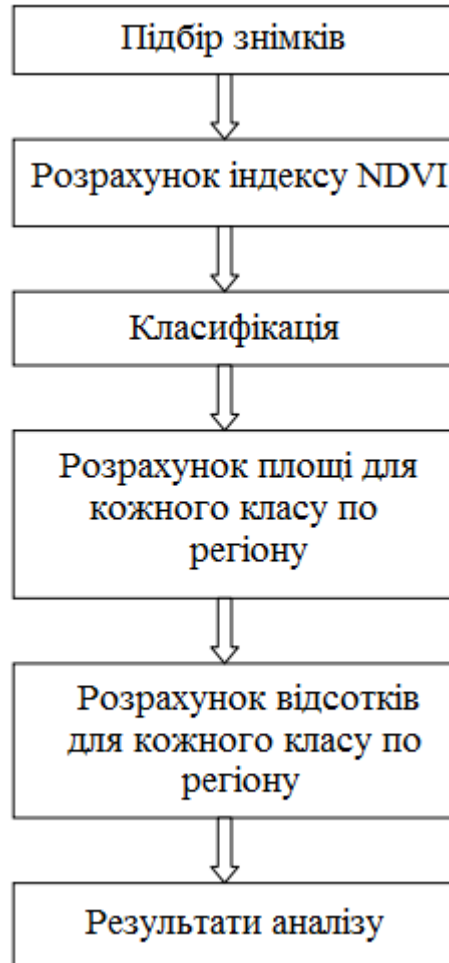 Підбір знімків
Розрахунок індексу NDVI
Класифікація
Розрахунок площі для
кожного класу по
регіону
Розрахунок відсотків
для кожного класу по
регіону
Результати аналізу